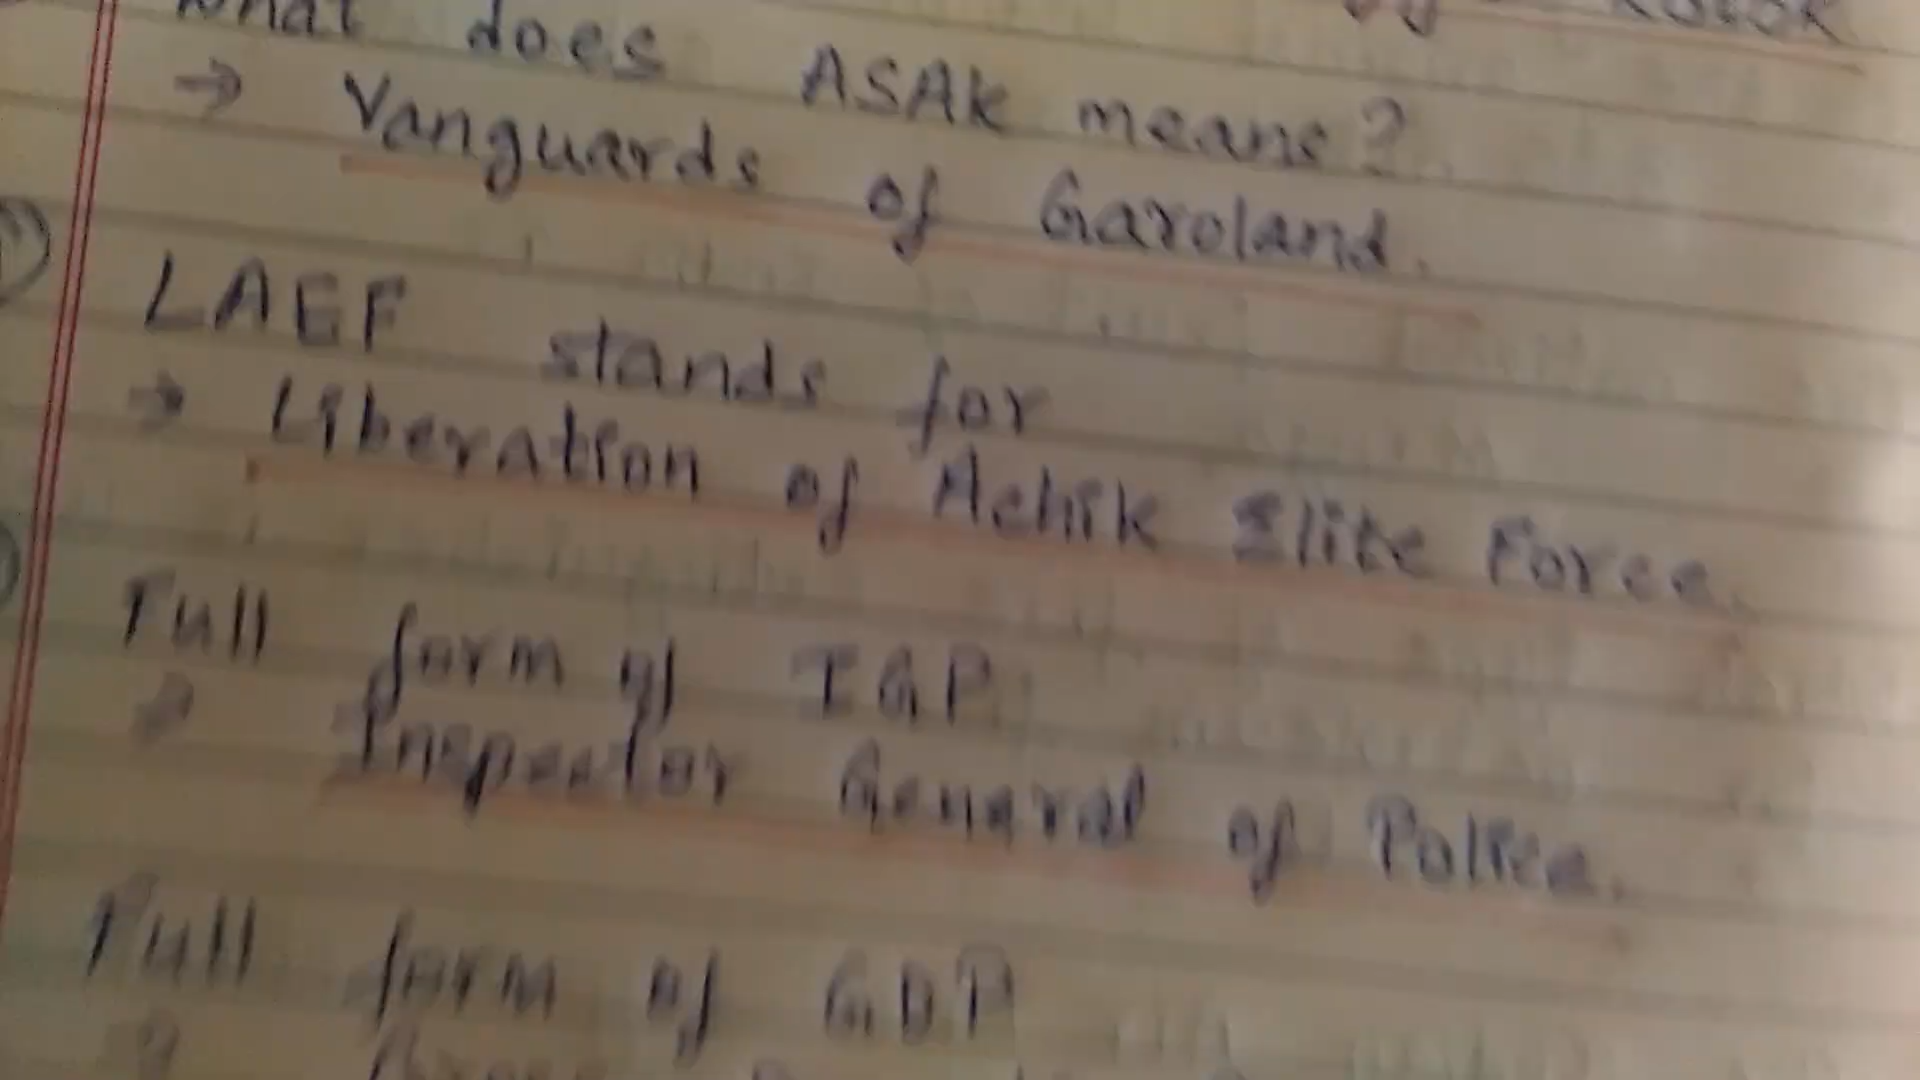 What does ASAK means?
→ Vanguards of Garoland.
LAEF stands for
→ Liberation of Achik Elite Force.
Full form of IGP
→ Inspector General of Police.
Full form of GDP